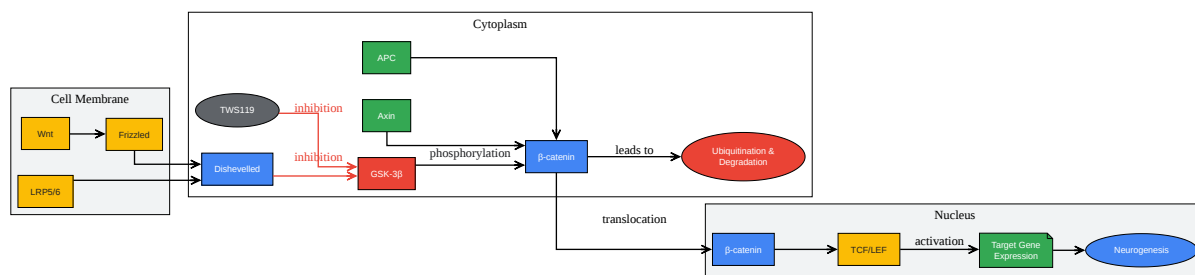 Cytoplasm
APC
Cell Membrane
TWS119
inhibition
Axin
Wnt
Frizzled
inhibition
phosphorylation
β-catenin
leads to
Ubiquitination &
Degradation
Dishevelled
GSK-3β
LRP5/6
translocation
Nucleus
β-catenin
TCF/LEF
activation
Target Gene
Expression
Neurogenesis